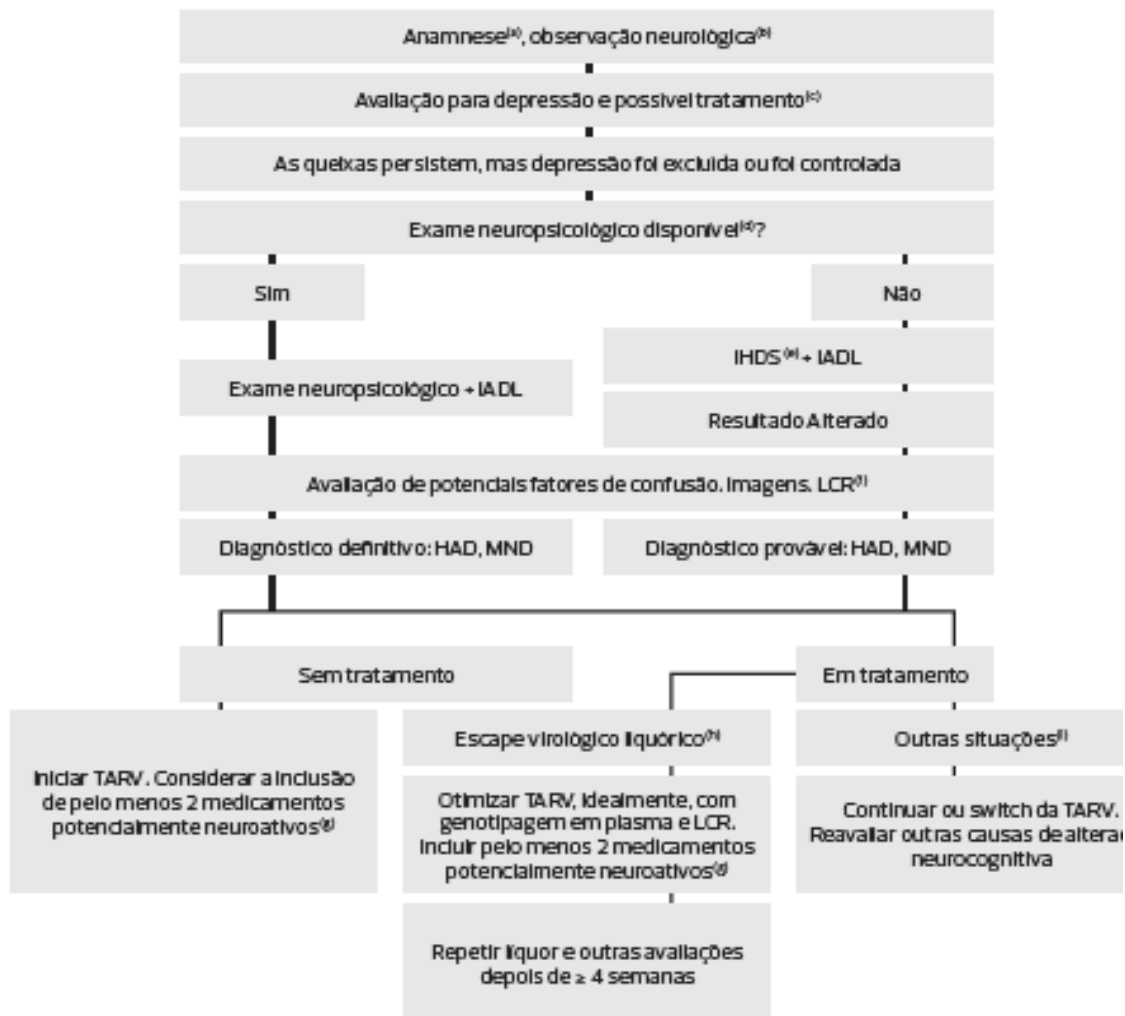 Anamnese(a), observação neurológica(b)
Avaliação para depressão e possível tratamento(c)
As queixas persistem, mas depressão foi excluída ou foi controlada
Exame neuropsicológico disponível(d)?
Sim
Não
IHDS(e) + IADL
Exame neuropsicológico + IADL
Resultado Alterado
Avaliação de potenciais fatores de confusão. Imagens. LCR(f)
Diagnóstico definitivo: HAD, MND
Diagnóstico provável: HAD, MND
Sem tratamento
Em tratamento
Iniciar TARV. Considerar a inclusão
de pelo menos 2 medicamentos
potencialmente neuroativos(g)
Escape virológico liquórico(h)
Otimizar TARV, idealmente, com
genotipagem em plasma e LCR.
Incluir pelo menos 2 medicamentos
potencialmente neuroativos(g)
Repetir líquor e outras avaliações
depois de ≥ 4 semanas
Outras situações(i)
Continuar ou switch da TARV.
Reavaliar outras causas de
neurocognitiva